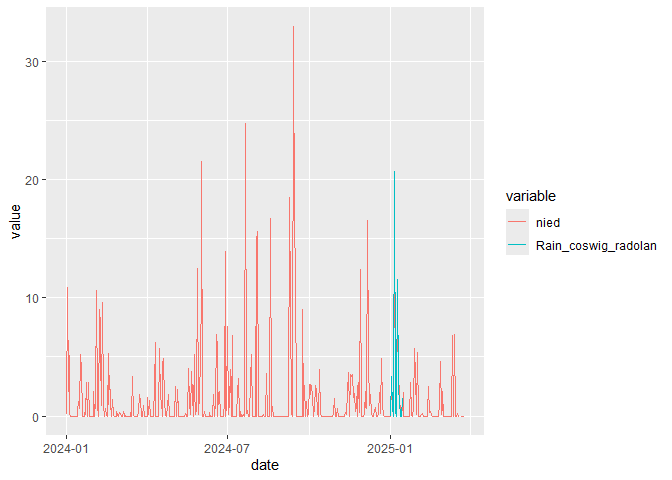 30
20
10
0
value
2024-01
2024-07
2025-01
date
variable
nied
Rain_coswig_radolan